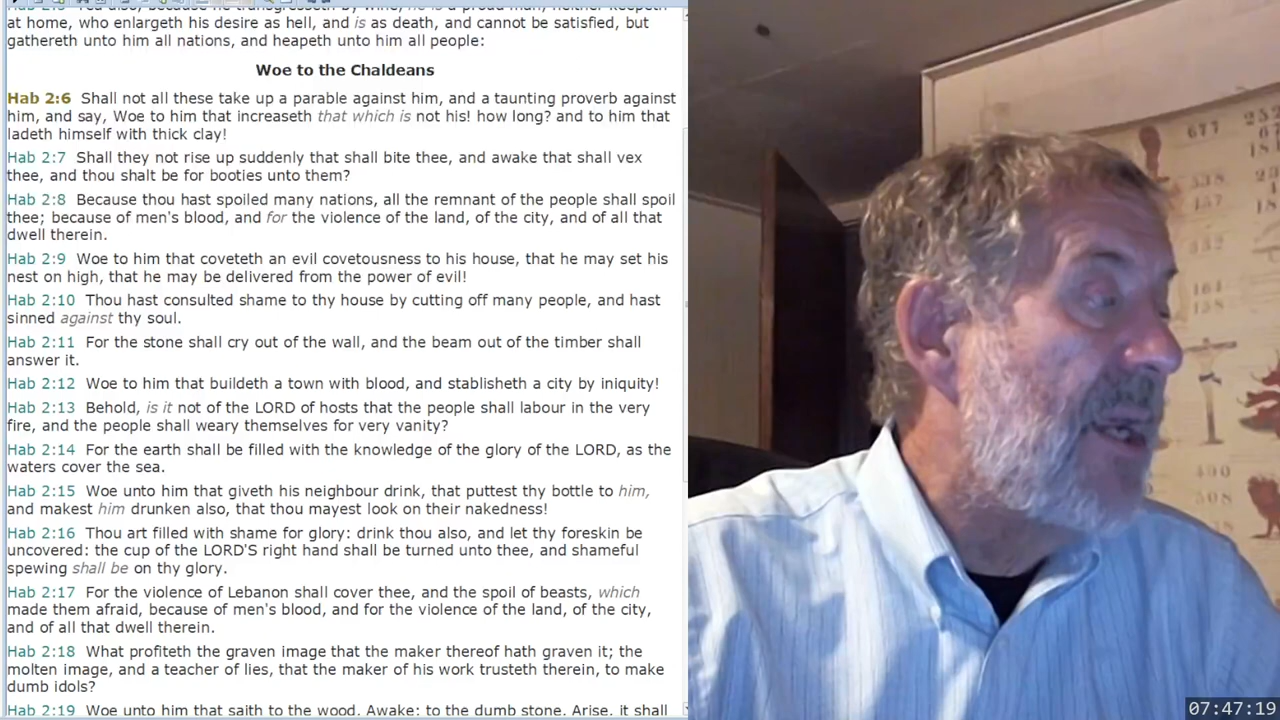 at home, who enlargeth his desire as hell, and is as death, and cannot be satisfied, but
gathereth unto him all nations, and heapeth unto him all people:
Woe to the Chaldeans
Hab 2:6 Shall not all these take up a parable against him, and a taunting proverb against
him, and say, Woe to him that increaseth that which is not his! how long? and to him that
ladeth himself with thick clay!
Hab 2:7 Shall they not rise up suddenly that shall bite thee, and awake that shall vex
thee, and thou shalt be for booties unto them?
Hab 2:8 Because thou hast spoiled many nations, all the remnant of the people shall spoil
thee; because of men's blood, and for the violence of the land, of the city, and of all that
dwell therein.
Hab 2:9 Woe to him that coveteth an evil covetousness to his house, that he may set his
nest on high, that he may be delivered from the power of evil!
Hab 2:10 Thou hast consulted shame to thy house by cutting off many people, and hast
sinned against thy soul.
Hab 2:11 For the stone shall cry out of the wall, and the beam out of the timber shall
answer it.
Hab 2:12 Woe to him that buildeth a town with blood, and stablisheth a city by iniquity!
Hab 2:13 Behold, is it not of the LORD of hosts that the people shall labour in the very
fire, and the people shall weary themselves for very vanity?
Hab 2:14 For the earth shall be filled with the knowledge of the glory of the LORD, as the
waters cover the sea.
Hab 2:15 Woe unto him that giveth his neighbour drink, that puttest thy bottle to him,
and makest him drunken also, that thou mayest look on their nakedness!
Hab 2:16 Thou art filled with shame for glory: drink thou also, and let thy foreskin be
uncovered: the cup of the LORD'S right hand shall be turned unto thee, and shameful
spewing shall be on thy glory.
Hab 2:17 For the violence of Lebanon shall cover thee, and the spoil of beasts, which
made them afraid, because of men's blood, and for the violence of the land, of the city,
and of all that dwell therein.
Hab 2:18 What profiteth the graven image that the maker thereof hath graven it; the
molten image, and a teacher of lies, that the maker of his work trusteth therein, to make
dumb idols?
Hab 2:19 Woe unto him that saith to the wood, Awake; to the dumb stone, Arise, it shall
677
538
457
490
508
07:47:19